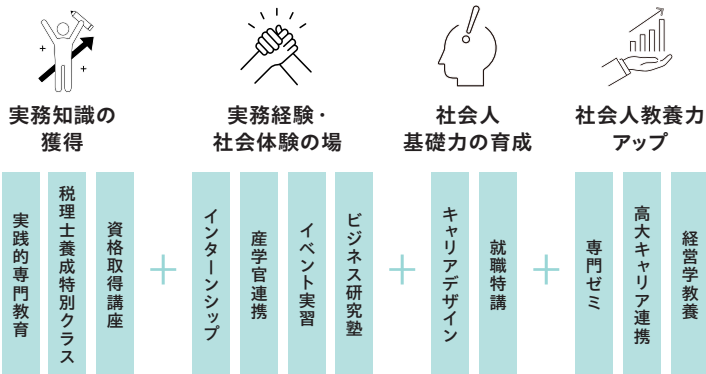 実務知識の
獲得
実践的専門教育
税理士養成特別クラス
資格取得講座
実務経験・
社会体験の場
インターンシップ
産学官連携
イベント実習
ビジネス研究塾
社会人
基礎力の育成
キャリアデザイン
就職特講
社会人教養力
アップ
専門ゼミ
高大キャリア連携
経営学教養